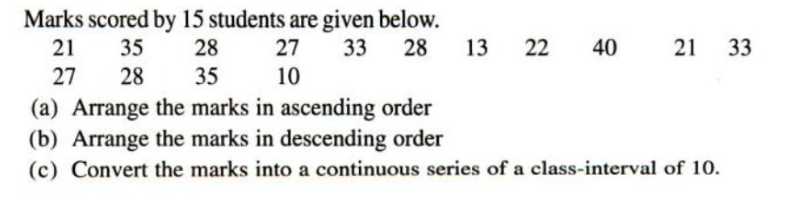 Marks scored by 15 students are given below.
21 35 28 27 33 28 13 22 40 21 33
27 28 35 10
(a) Arrange the marks in ascending order
(b) Arrange the marks in descending order
(c) Convert the marks into a continuous series of a class-interval of 10.